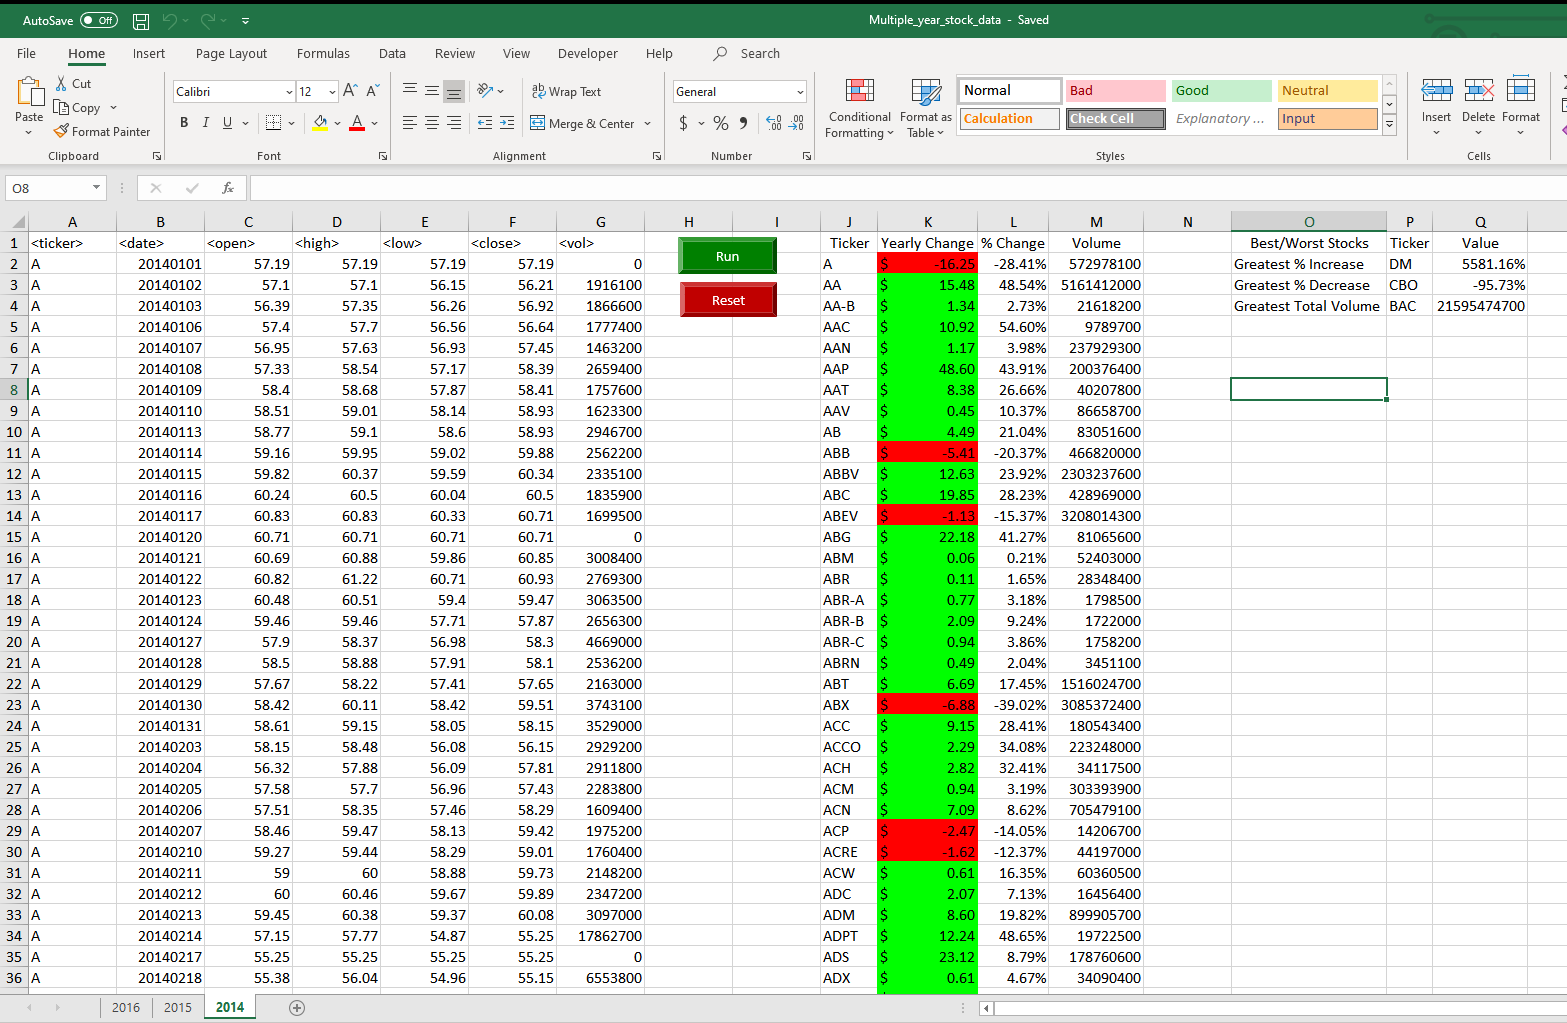 AutoSave Off Multiple_year_stock_data - Saved
File Home Insert Page Layout Formulas Data Review View Developer Help Search
Paste Cut Copy Format Painter
Calibri 12 A A
B I U A
Wrap Text
Merge & Center
General
$ % 9 .00 .00
Conditional Formatting
Format as Table
Normal Bad Good Neutral
Calculation Check Cell Explanatory ... Input
Insert Delete Format
Clipboard Font Alignment Number Styles Cells
O8 fx
A B C D E F G H I J K L M N O P Q
1 <ticker> <date> <open> <high> <low> <close> <vol> Run Ticker Yearly Change % Change Volume Best/Worst Stocks Ticker Value
2 A 20140101 57.19 57.19 57.19 57.19 0 A $ -16.25 -28.41% 572978100 Greatest % Increase DM 5581.16%
3 A 20140102 57.1 57.1 56.15 56.21 1916100 Reset AA $ 15.48 48.54% 5161412000 Greatest % Decrease CBO -95.73%
4 A 20140103 56.39 57.35 56.26 56.92 1866600 AA-B $ 1.34 2.73% 21618200 Greatest Total Volume BAC 21595474700
5 A 20140106 57.4 57.7 56.56 56.64 1777400 AAC $ 10.92 54.60% 9789700
6 A 20140107 56.95 57.63 56.93 57.45 1463200 AAN $ 1.17 3.98% 237929300
7 A 20140108 57.33 58.54 57.17 58.39 2659400 AAP $ 48.60 43.91% 200376400
8 A 20140109 58.4 58.68 57.87 58.41 1757600 AAT $ 8.38 26.66% 40207800
9 A 20140110 58.51 59.01 58.14 58.93 1623300 AAV $ 0.45 10.37% 86658700
10 A 20140113 58.77 59.1 58.6 58.93 2946700 AB $ 4.49 21.04% 83051600
11 A 20140114 59.16 59.95 59.02 59.88 2562200 ABB $ -5.41 -20.37% 466820000
12 A 20140115 59.82 60.37 59.59 60.34 2335100 ABBV $ 12.63 23.92% 2303237600
13 A 20140116 60.24 60.5 60.04 60.5 1835900 ABC $ 19.85 28.23% 428969000
14 A 20140117 60.83 60.83 60.33 60.71 1699500 ABEV $ -1.13 -15.37% 3208014300
15 A 20140120 60.71 60.71 60.71 60.71 0 ABG $ 22.18 41.27% 81065600
16 A 20140121 60.69 60.88 59.86 60.85 3008400 ABM $ 0.06 0.21% 52403000
17 A 20140122 60.82 61.22 60.71 60.93 2769300 ABR $ 0.11 1.65% 28348400
18 A 20140123 60.48 60.51 59.4 59.47 3063500 ABR-A $ 0.77 3.18% 1798500
19 A 20140124 59.46 59.46 57.71 57.87 2656300 ABR-B $ 2.09 9.24% 1722000
20 A 20140127 57.9 58.37 56.98 58.3 4669000 ABR-C $ 0.94 3.86% 1758200
21 A 20140128 58.5 58.88 57.91 58.1 2536200 ABRN $ 0.49 2.04% 3451100
22 A 20140129 57.67 58.22 57.41 57.65 2163000 ABT $ 6.69 17.45% 1516024700
23 A 20140130 58.42 60.11 58.42 59.51 3743100 ABX $ -6.88 -39.02% 3085372400
24 A 20140131 58.61 59.15 58.05 58.15 3529000 ACC $ 9.15 28.41% 180543400
25 A 20140203 58.15 58.48 56.08 56.15 2929200 ACCO $ 2.29 34.08% 223248000
26 A 20140204 56.32 57.88 56.09 57.81 2911800 ACH $ 2.82 32.41% 34117500
27 A 20140205 57.58 57.7 56.96 57.43 2283800 ACM $ 0.94 3.19% 303393900
28 A 20140206 57.51 58.35 57.46 58.29 1609400 ACN $ 7.09 8.62% 705479100
29 A 20140207 58.46 59.47 58.13 59.42 1975200 ACP $ -2.47 -14.05% 14206700
30 A 20140210 59.27 59.44 58.29 59.01 1760400 ACRE $ -1.62 -12.37% 44197000
31 A 20140211 59 60 58.88 59.73 2148200 ACW $ 0.61 16.35% 60360500
32 A 20140212 60 60.46 59.67 59.89 2347200 ADC $ 2.07 7.13% 16456400
33 A 20140213 59.45 60.38 59.37 60.08 3097000 ADM $ 8.60 19.82% 899905700
34 A 20140214 57.15 57.77 54.87 55.25 17862700 ADPT $ 12.24 48.65% 19722500
35 A 20140217 55.25 55.25 55.25 55.25 0 ADS $ 23.12 8.79% 178760600
36 A 20140218 55.38 56.04 54.96 55.15 6553800 ADX $ 0.61 4.67% 34090400
2016 2015 2014